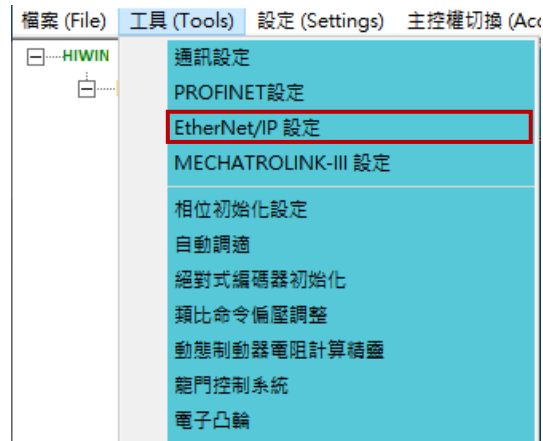 檔案 (File) 工具 (Tools) 設定 (Settings) 主控權切換 (Acc
HIWIN
通訊設定
PROFINET設定
EtherNet/IP 設定
MECHATROLINK-III 設定
相位初始化設定
自動調適
絕對式編碼器初始化
類比命令偏壓調整
動態制動器電阻計算精靈
龍門控制系統
電子凸輪